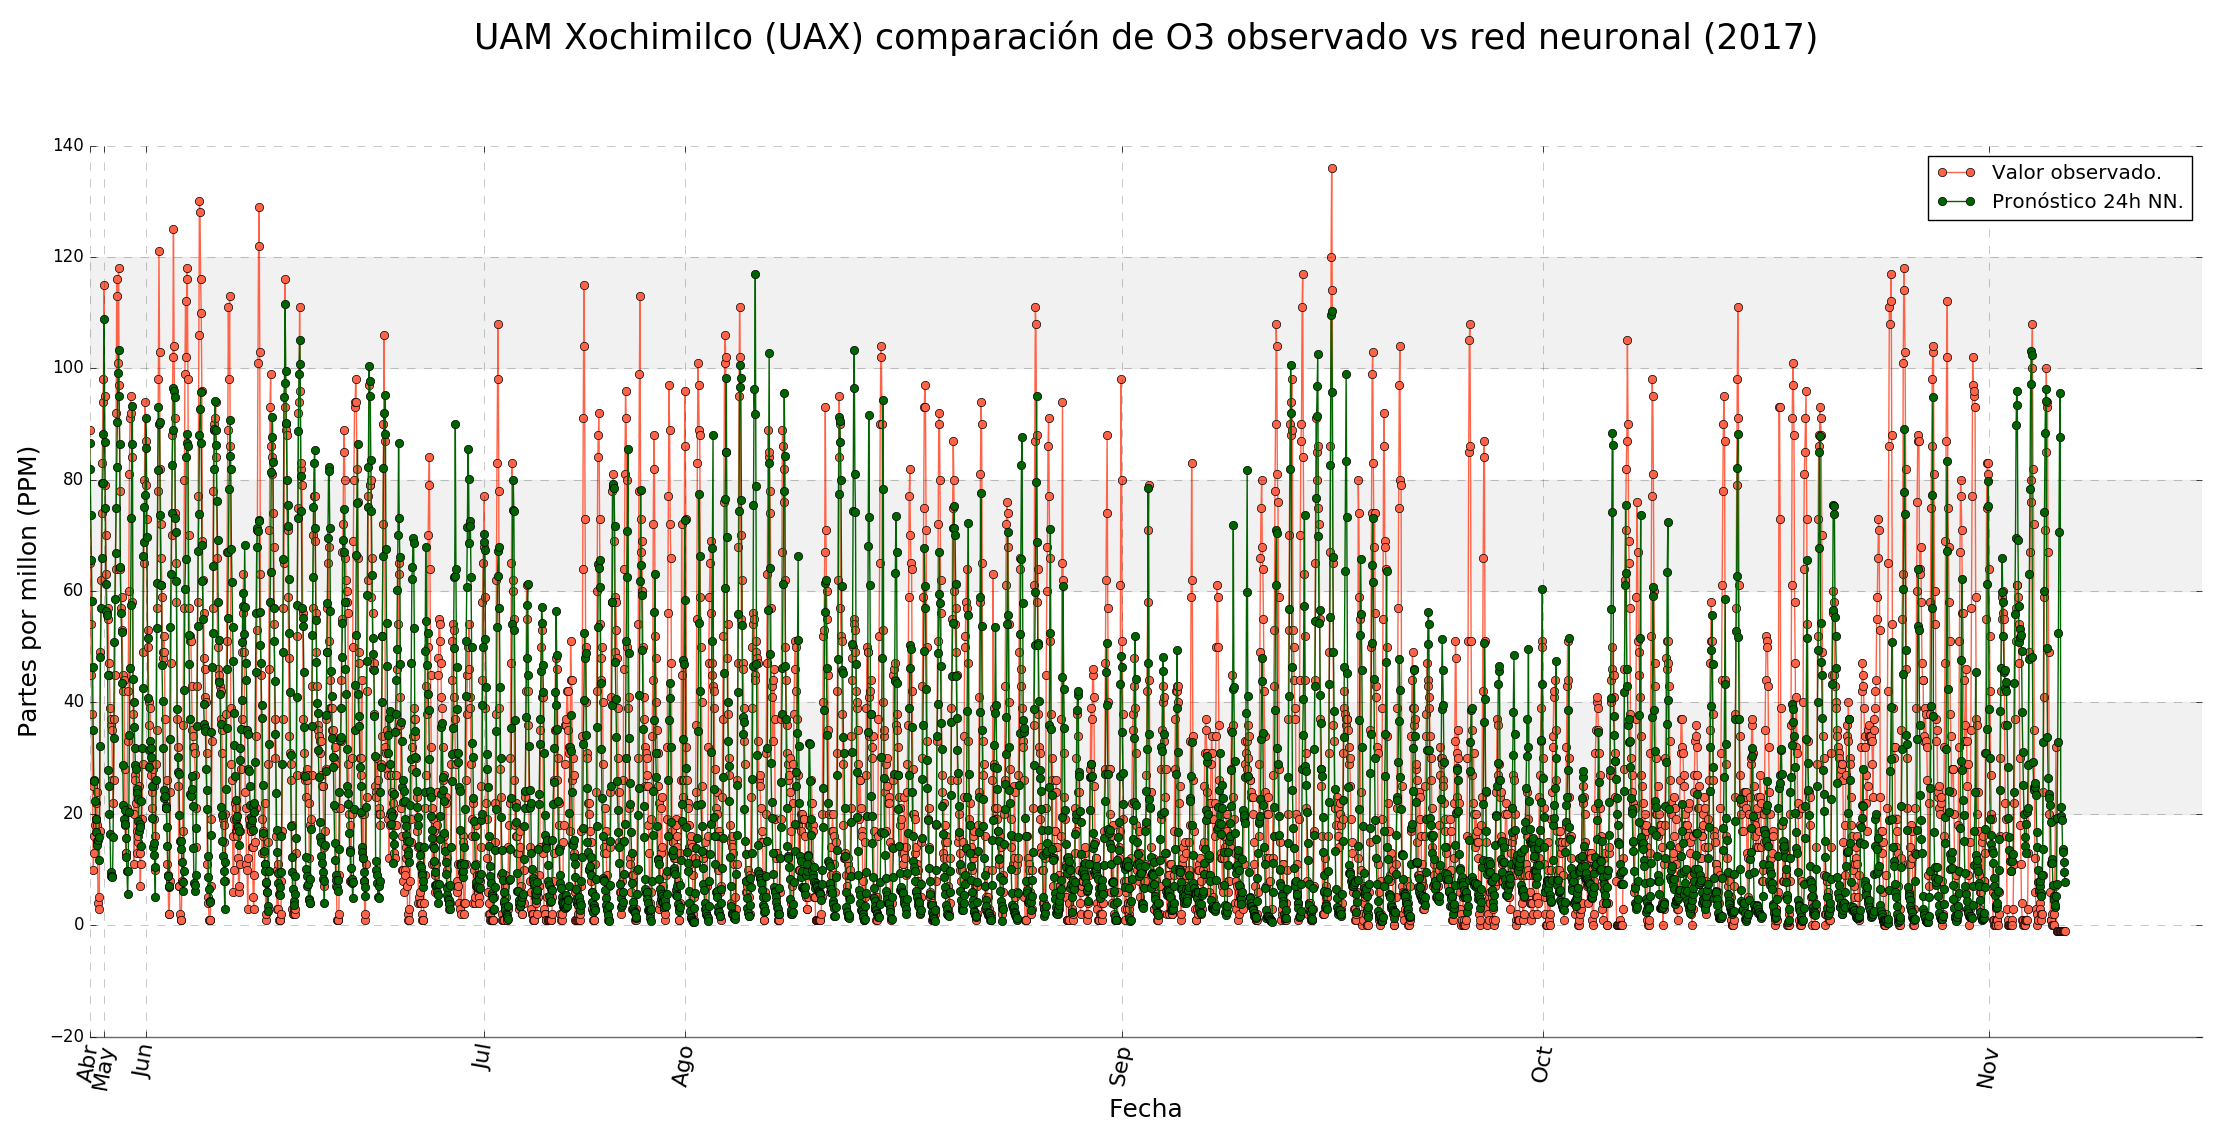 UAM Xochimilco (UAX) comparación de O3 observado vs red neuronal (2017)
Valor observado.
Pronóstico 24h NN.
Partes por millon (PPM)
140
120
100
80
60
40
20
0
−20
Abr
May
Jun
Jul
Ago
Sep
Oct
Nov
Fecha